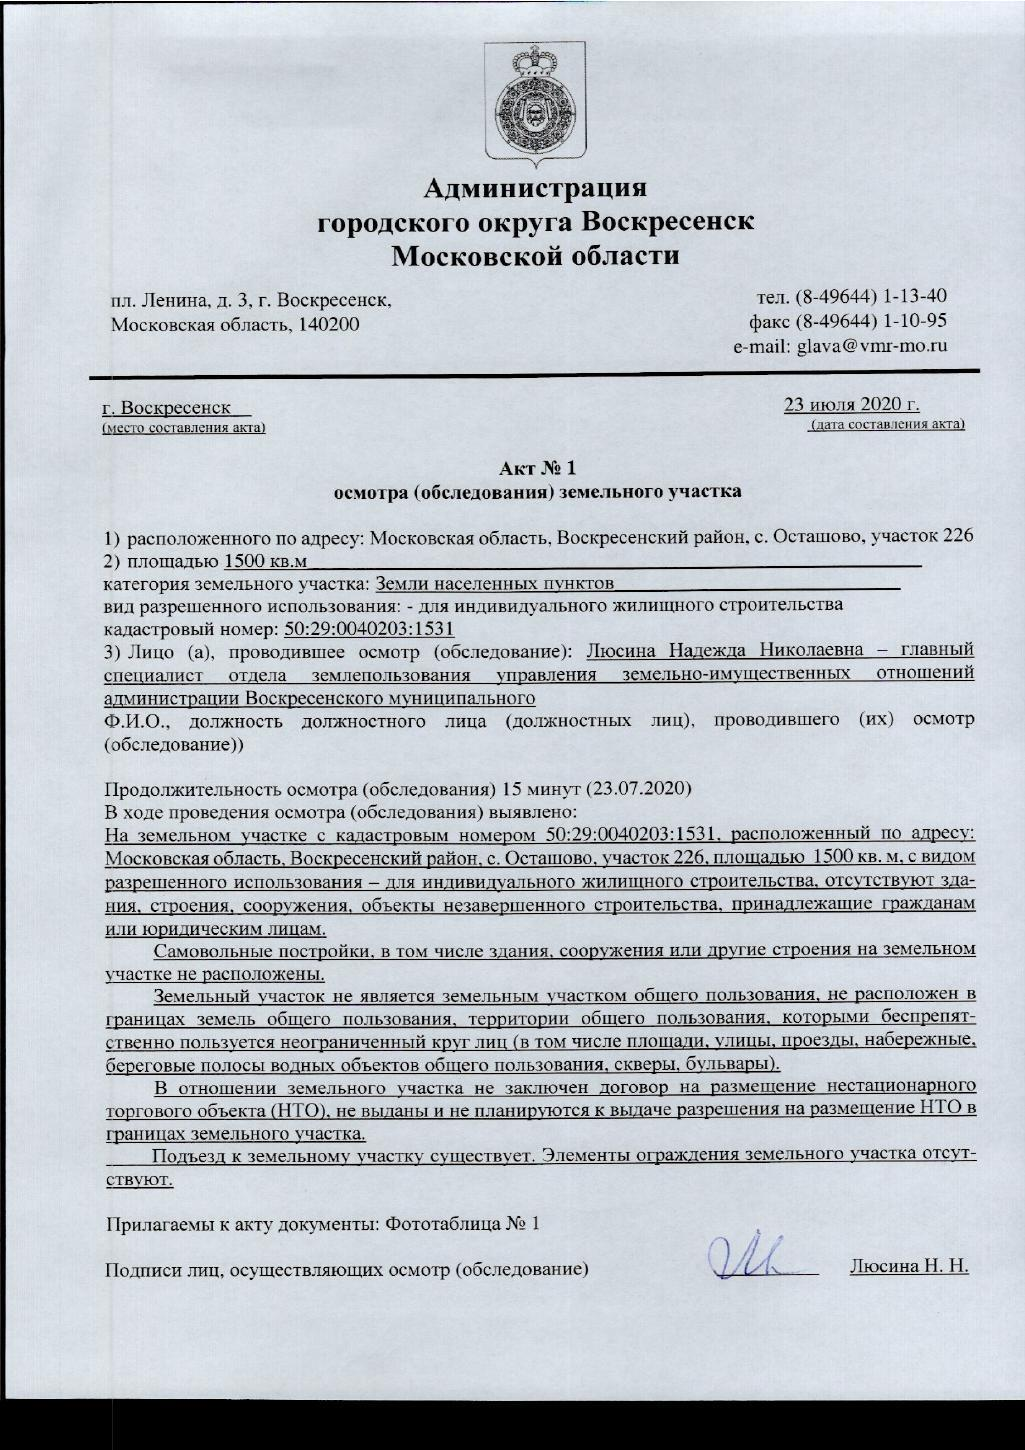 Администрация
городского округа Воскресенск
Московской области
пл. Ленина, д. 3, г. Воскресенск,
Московская область, 140200
тел. (8-49644) 1-13-40
факс (8-49644) 1-10-95
e-mail: glava@vmr-mo.ru
г. Воскресенск
(место составления акта)
23 июля 2020 г.
(дата составления акта)
Акт № 1
осмотра (обследования) земельного участка
1) расположенного по адресу: Московская область, Воскресенский район, с. Осташово, участок 226
2) площадью 1500 кв.м
категория земельного участка: Земли населенных пунктов
вид разрешенного использования: - для индивидуального жилищного строительства
кадастровый номер: 50:29:0040203:1531
3) Лицо (а), проводившее осмотр (обследование): Люсина Надежда Николаевна – главный
специалист отдела землепользования управления земельно-имущественных отношений
администрации Воскресенского муниципального
Ф.И.О., должность должностного лица (должностных лиц), проводившего (их) осмотр
(обследование))
Продолжительность осмотра (обследования) 15 минут (23.07.2020)
В ходе проведения осмотра (обследования) выявлено:
На земельном участке с кадастровым номером 50:29:0040203:1531, расположенный по адресу:
Московская область, Воскресенский район, с. Осташово, участок 226, площадью 1500 кв. м, с видом
разрешенного использования – для индивидуального жилищного строительства, отсутствуют зда-
ния, строения, сооружения, объекты незавершенного строительства, принадлежащие гражданам
или юридическим лицам.
Самовольные постройки, в том числе здания, сооружения или другие строения на земельном
участке не расположены.
Земельный участок не является земельным участком общего пользования, не расположен в
границах земель общего пользования, территории общего пользования, которыми беспрепят-
ственно пользуется неограниченный круг лиц (в том числе площади, улицы, проезды, набережные,
береговые полосы водных объектов общего пользования, скверы, бульвары).
В отношении земельного участка не заключен договор на размещение нестационарного
торгового объекта (НТО), не выданы и не планируются к выдаче разрешения на размещение НТО в
границах земельного участка.
Подъезд к земельному участку существует. Элементы ограждения земельного участка отсут-
ствуют.
Прилагаемы к акту документы: Фототаблица № 1
Подписи лиц, осуществляющих осмотр (обследование)
Люсина Н. Н.